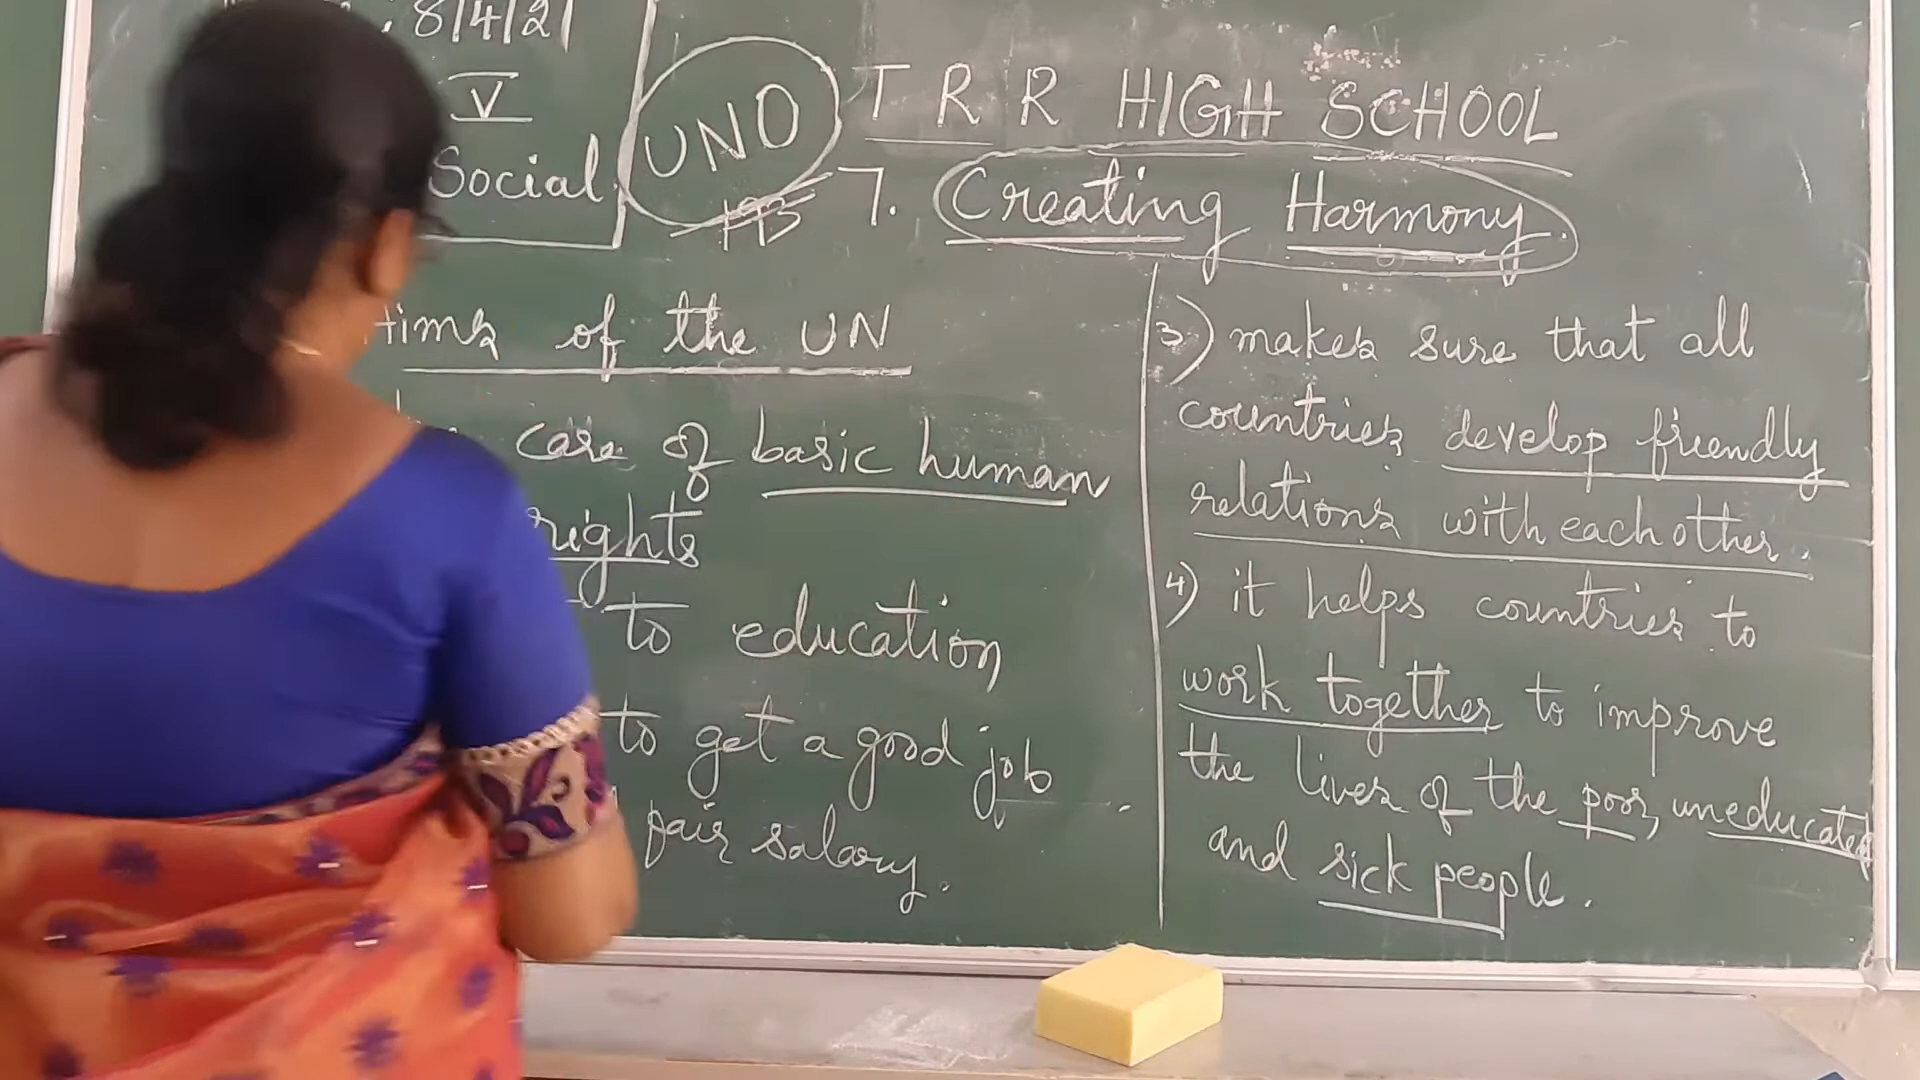 8/4/21
V
Social
UNO
193
T R R HIGH SCHOOL
7. Creating Harmony.
of the UN
care of basic human
rights
to education
to get a good job
fair salary.
3) makes sure that all
countries develop friendly
relations with each other.
4) it helps countries to
work together to improve
the lives of the poor, uneducated
and sick people.